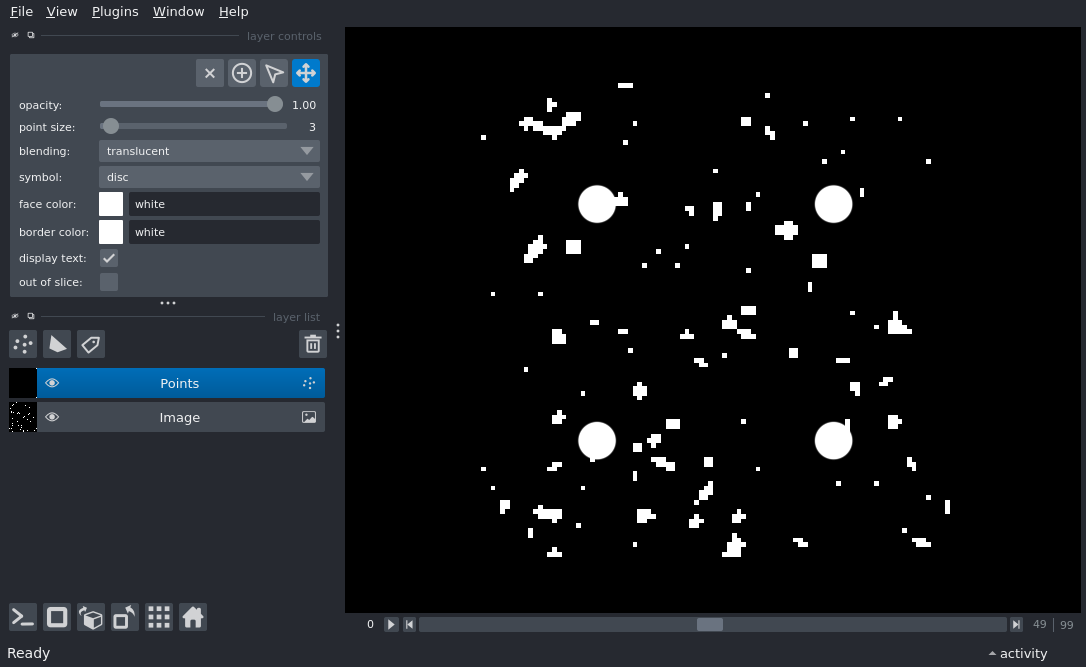 File View Plugins Window Help
layer controls
opacity: 1.00
point size: 3
blending: translucent
symbol: disc
face color: white
border color: white
display text:
out of slice:
layer list
Points
Image
0 49 99
Ready activity